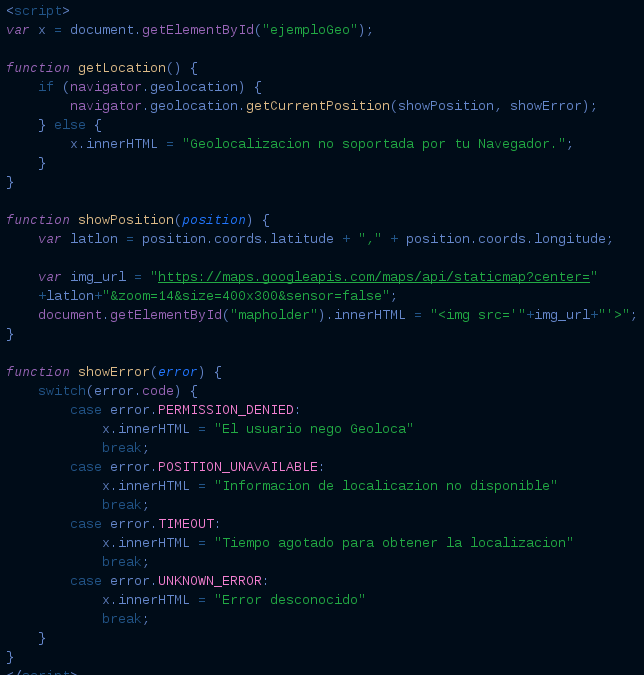 <script>
var x = document.getElementById("ejemploGeo");

function getLocation() {
    if (navigator.geolocation) {
        navigator.geolocation.getCurrentPosition(showPosition, showError);
    } else {
        x.innerHTML = "Geolocalizacion no soportada por tu Navegador.";
    }
}

function showPosition(position) {
    var latlon = position.coords.latitude + "," + position.coords.longitude;

    var img_url = "https://maps.googleapis.com/maps/api/staticmap?center="
    +latlon+"&zoom=14&size=400x300&sensor=false";
    document.getElementById("mapholder").innerHTML = "<img src='"+img_url+"'>";
}

function showError(error) {
    switch(error.code) {
        case error.PERMISSION_DENIED:
            x.innerHTML = "El usuario nego Geoloca"
            break;
        case error.POSITION_UNAVAILABLE:
            x.innerHTML = "Informacion de localicazion no disponible"
            break;
        case error.TIMEOUT:
            x.innerHTML = "Tiempo agotado para obtener la localizacion"
            break;
        case error.UNKNOWN_ERROR:
            x.innerHTML = "Error desconocido"
            break;
    }
}
</script>